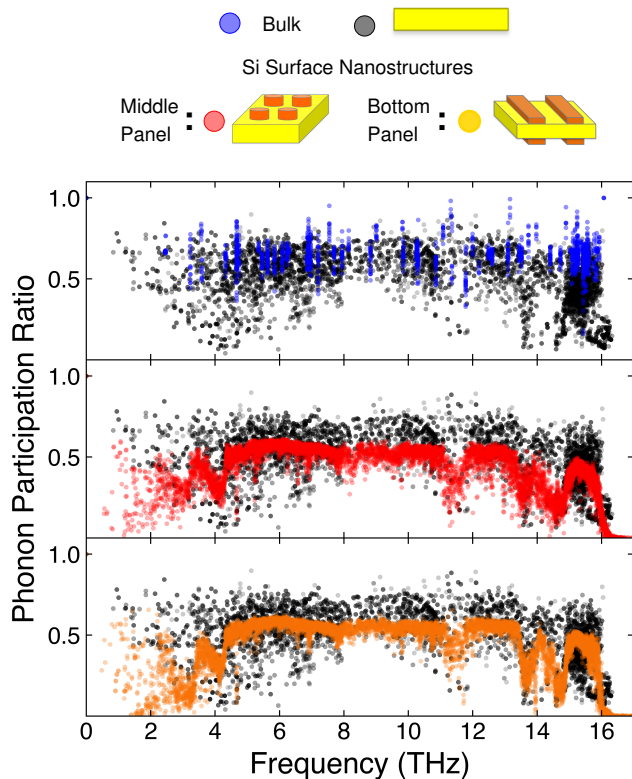 Bulk
Si Surface Nanostructures
Middle Panel :
Bottom Panel :
Phonon Participation Ratio
1.0
0.5
1.0
0.5
1.0
0.5
0 2 4 6 8 10 12 14 16
Frequency (THz)